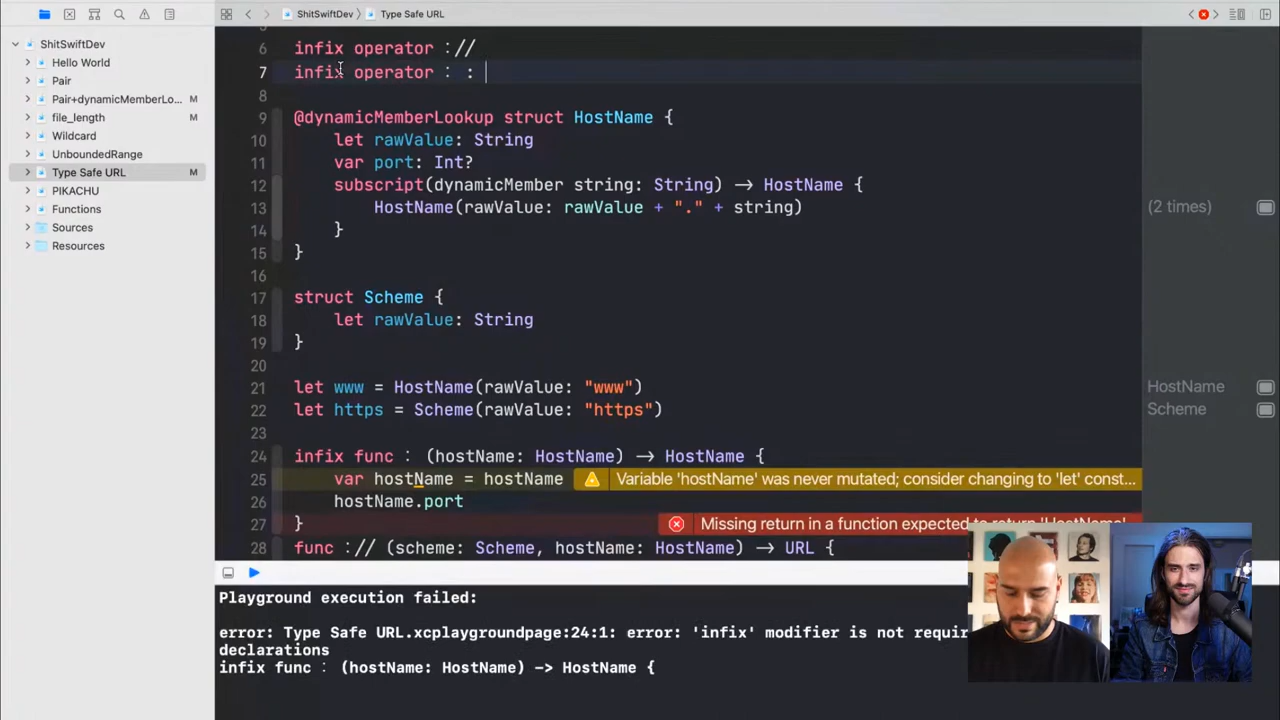 ShitSwiftDev
Type Safe URL
ShitSwiftDev
Hello World
Pair
Pair+dynamicMemberLo... M
file_length M
Wildcard
UnboundedRange
Type Safe URL M
PIKACHU
Functions
Sources
Resources
6 infix operator ：//
7 infix operator ： :
8
9 @dynamicMemberLookup struct HostName {
10 let rawValue: String
11 var port: Int?
12 subscript(dynamicMember string: String) -> HostName {
13 HostName(rawValue: rawValue + "." + string)
(2 times)
14 }
15 }
16
17 struct Scheme {
18 let rawValue: String
19 }
20
21 let www = HostName(rawValue: "www")
HostName
22 let https = Scheme(rawValue: "https")
Scheme
23
24 infix func ： (hostName: HostName) -> HostName {
25 var hostName = hostName
Variable 'hostName' was never mutated; consider changing to 'let' const...
26 hostName.port
27 }
Missing return in a function expected to return 'HostName'
28 func ：// (scheme: Scheme, hostName: HostName) -> URL {
Playground execution failed:
error: Type Safe URL.xcplaygroundpage:24:1: error: 'infix' modifier is not requir
declarations
infix func ： (hostName: HostName) -> HostName {